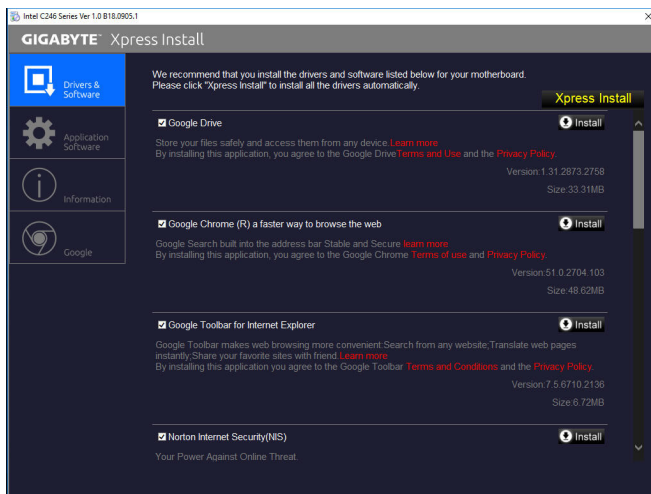 Intel C246 Series Ver 1.0 B18.0905.1
GIGABYTE™ Xpress Install
Drivers &
Software
Application
Software
Information
Google
We recommend that you install the drivers and software listed below for your motherboard.
Please click "Xpress Install" to install all the drivers automatically.
Xpress Install
Google Drive
Install
Store your files safely and access them from any device.Learn more
By installing this application, you agree to the Google DriveTerms and Use and the Privacy Policy.
Version:1.31.2873.2758
Size:33.31MB
Google Chrome (R) a faster way to browse the web
Install
Google Search built into the address bar Stable and Secure learn more
By installing this application, you agree to the Google Chrome Terms of use and Privacy Policy.
Version:51.0.2704.103
Size:48.62MB
Google Toolbar for Internet Explorer
Install
Google Toolbar makes web browsing more convenient:Search from any website;Translate web pages
instantly;Share your favorite sites with friend.Learn more
By installing this application you agree to the Google Toolbar Terms and Conditions and the Privacy Policy.
Version:7.5.6710.2136
Size:6.72MB
Norton Internet Security(NIS)
Install
Your Power Against Online Threat.